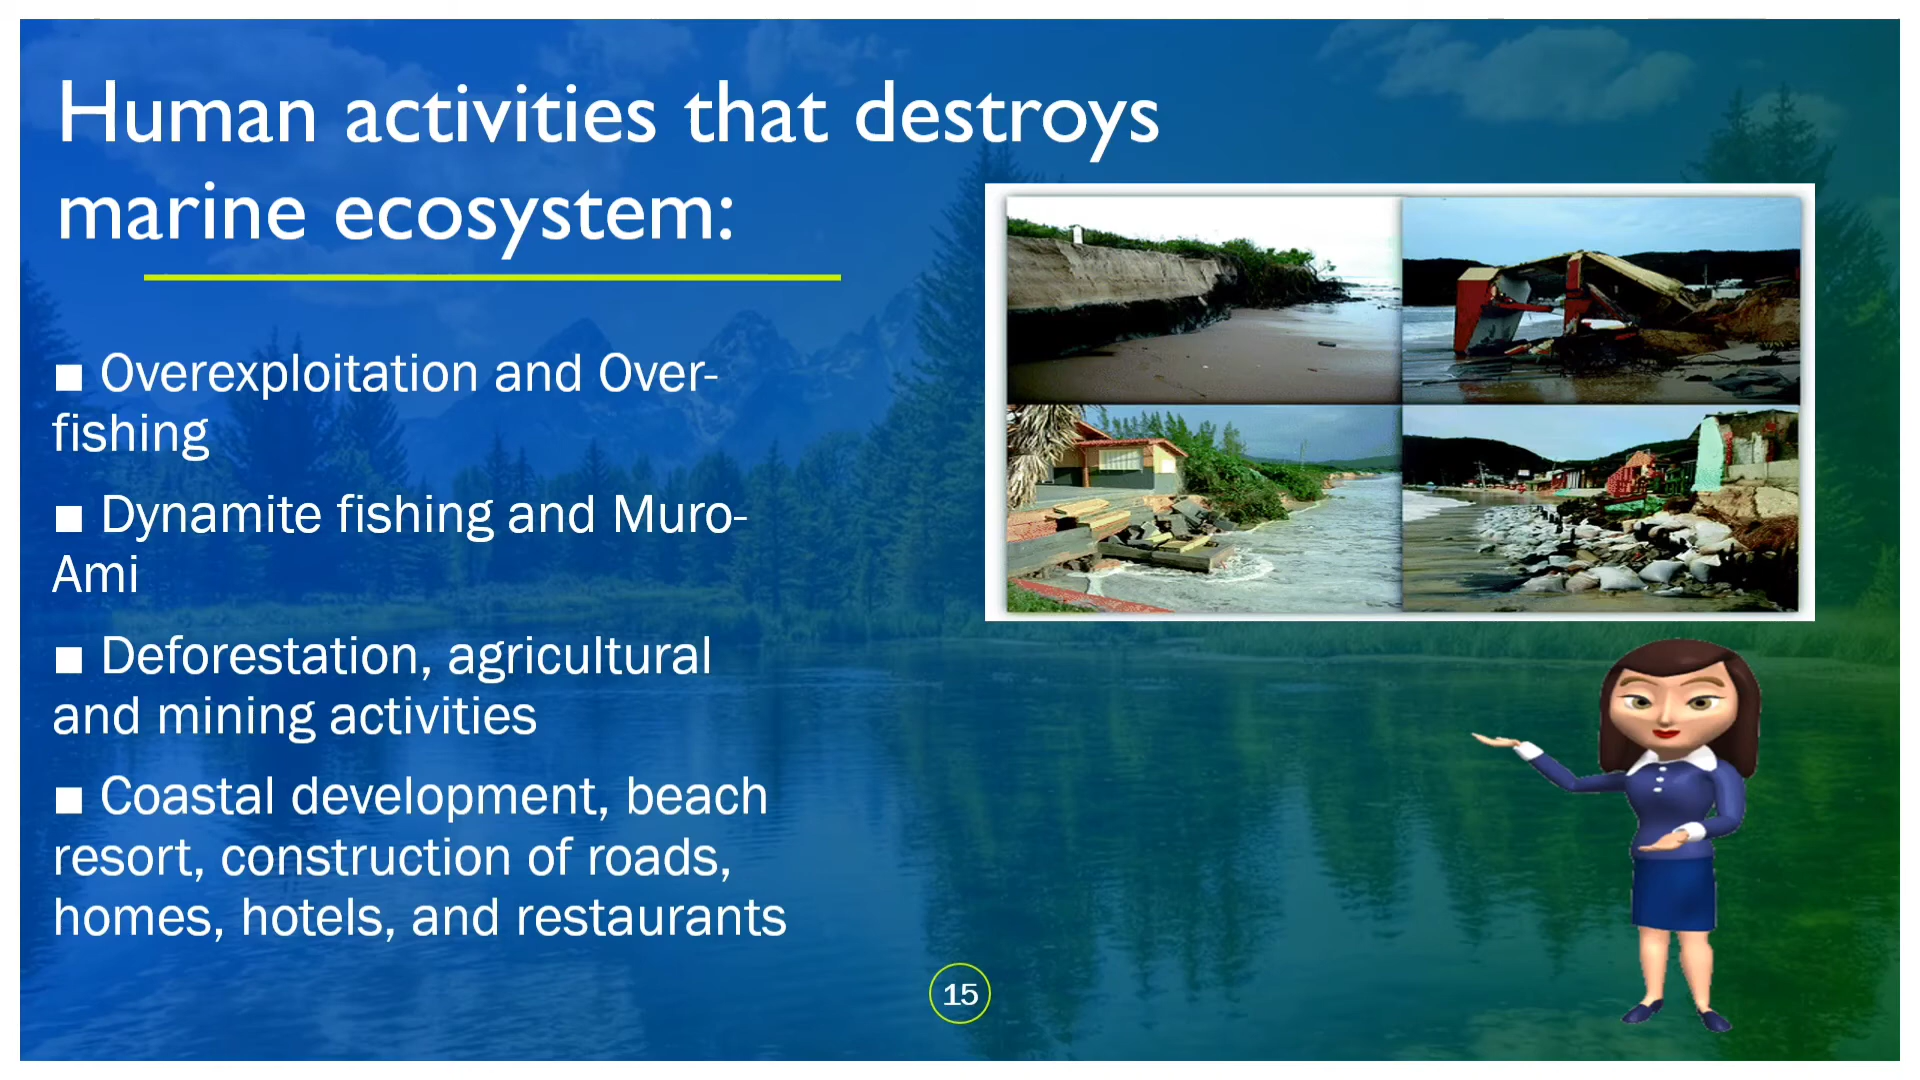 Human activities that destroys
marine ecosystem:
■ Overexploitation and Over-
fishing
■ Dynamite fishing and Muro-
Ami
■ Deforestation, agricultural
and mining activities
■ Coastal development, beach
resort, construction of roads,
homes, hotels, and restaurants
15